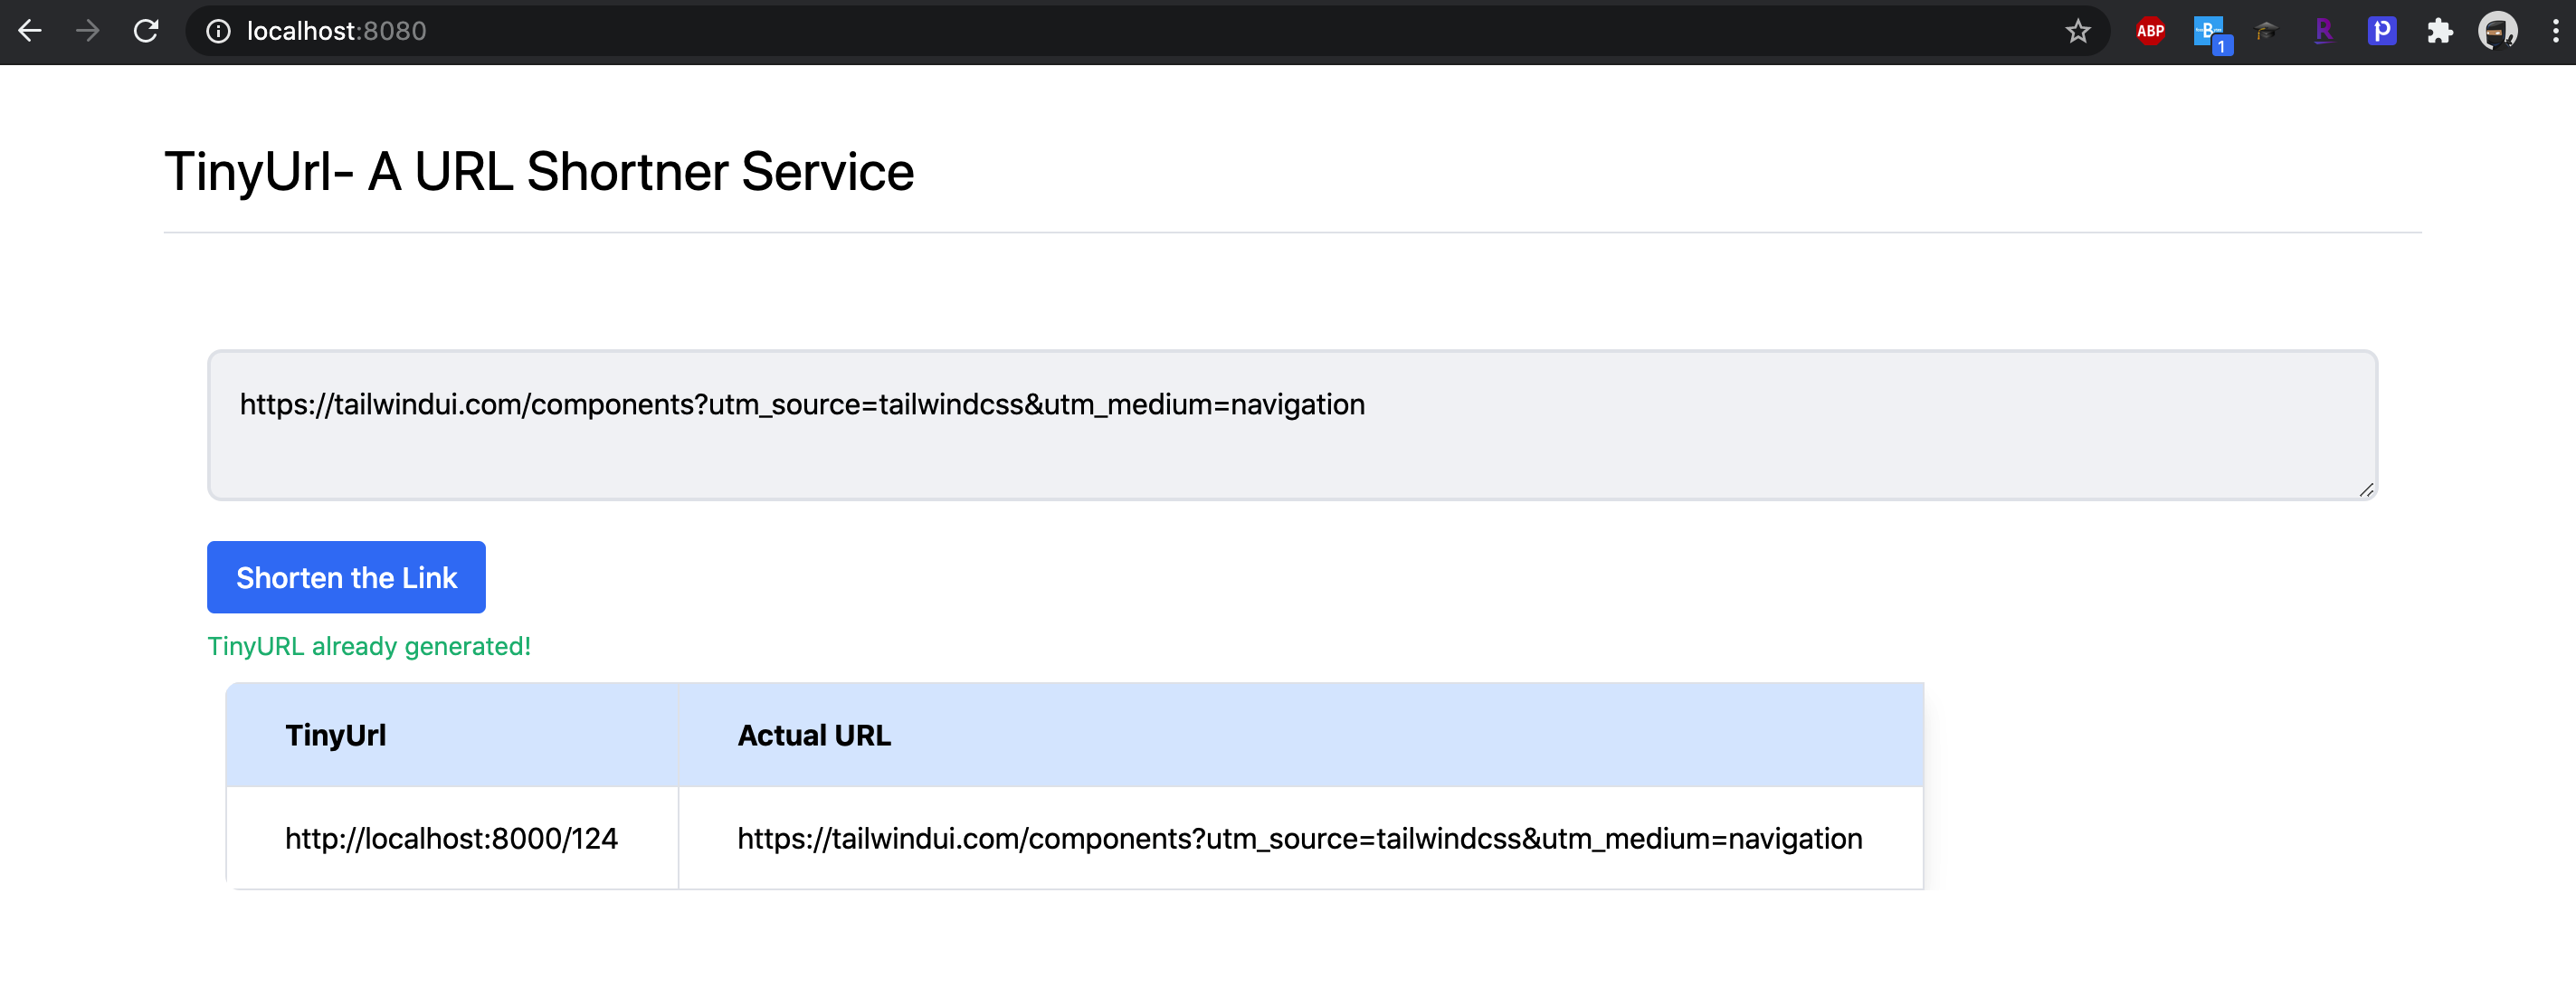 localhost:8080
ABP
B
1
R
p
TinyUrl- A URL Shortner Service
https://tailwindui.com/components?utm_source=tailwindcss&utm_medium=navigation
Shorten the Link
TinyURL already generated!
TinyUrl Actual URL
http://localhost:8000/124 https://tailwindui.com/components?utm_source=tailwindcss&utm_medium=navigation